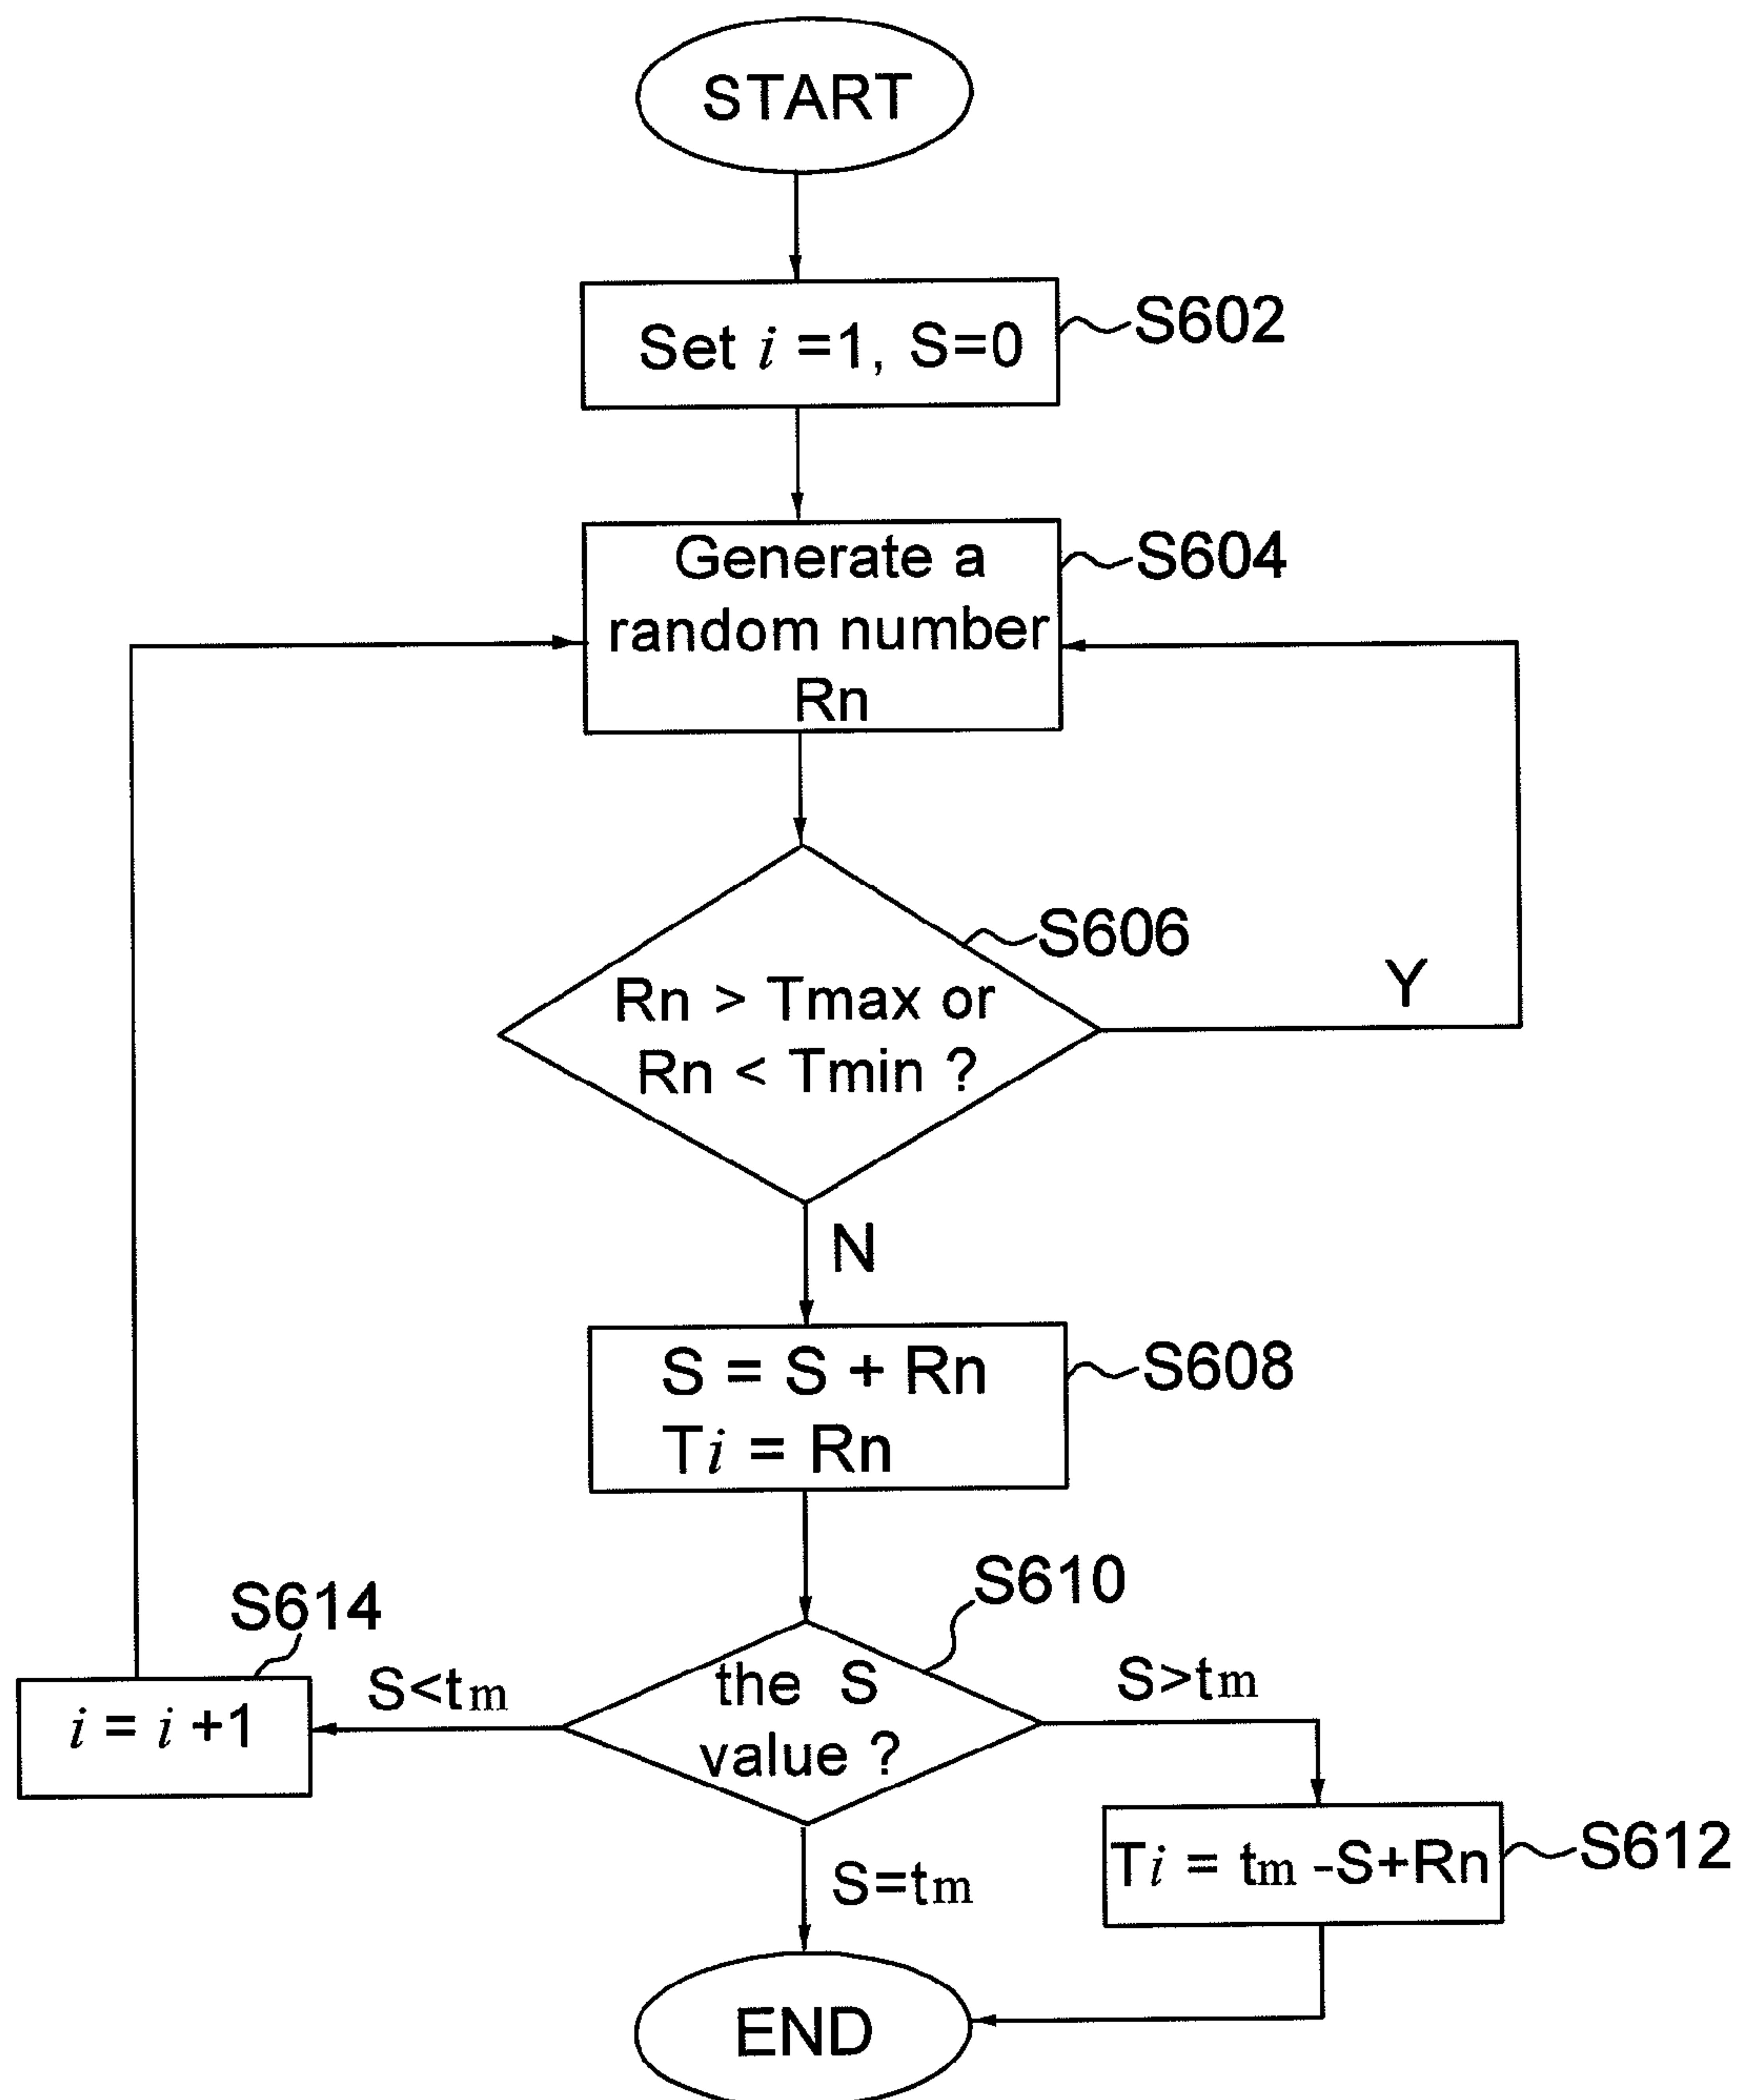 START
Set i =1, S=0
S602
Generate a
random number
Rn
S604
S606
Rn > Tmax or
Rn < Tmin ?
Y
N
S = S + Rn
Ti = Rn
S608
S610
the S
value ?
S614
S<tm
i = i +1
S>tm
Ti = tm -S+Rn
S612
S=tm
END